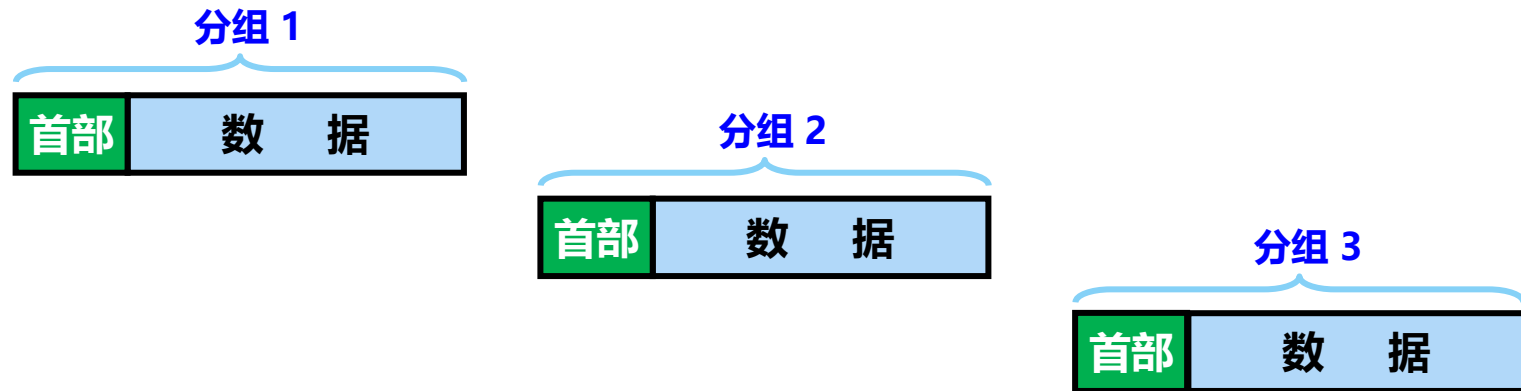 分组 1
首部 数 据
分组 2
首部 数 据
分组 3
首部 数 据